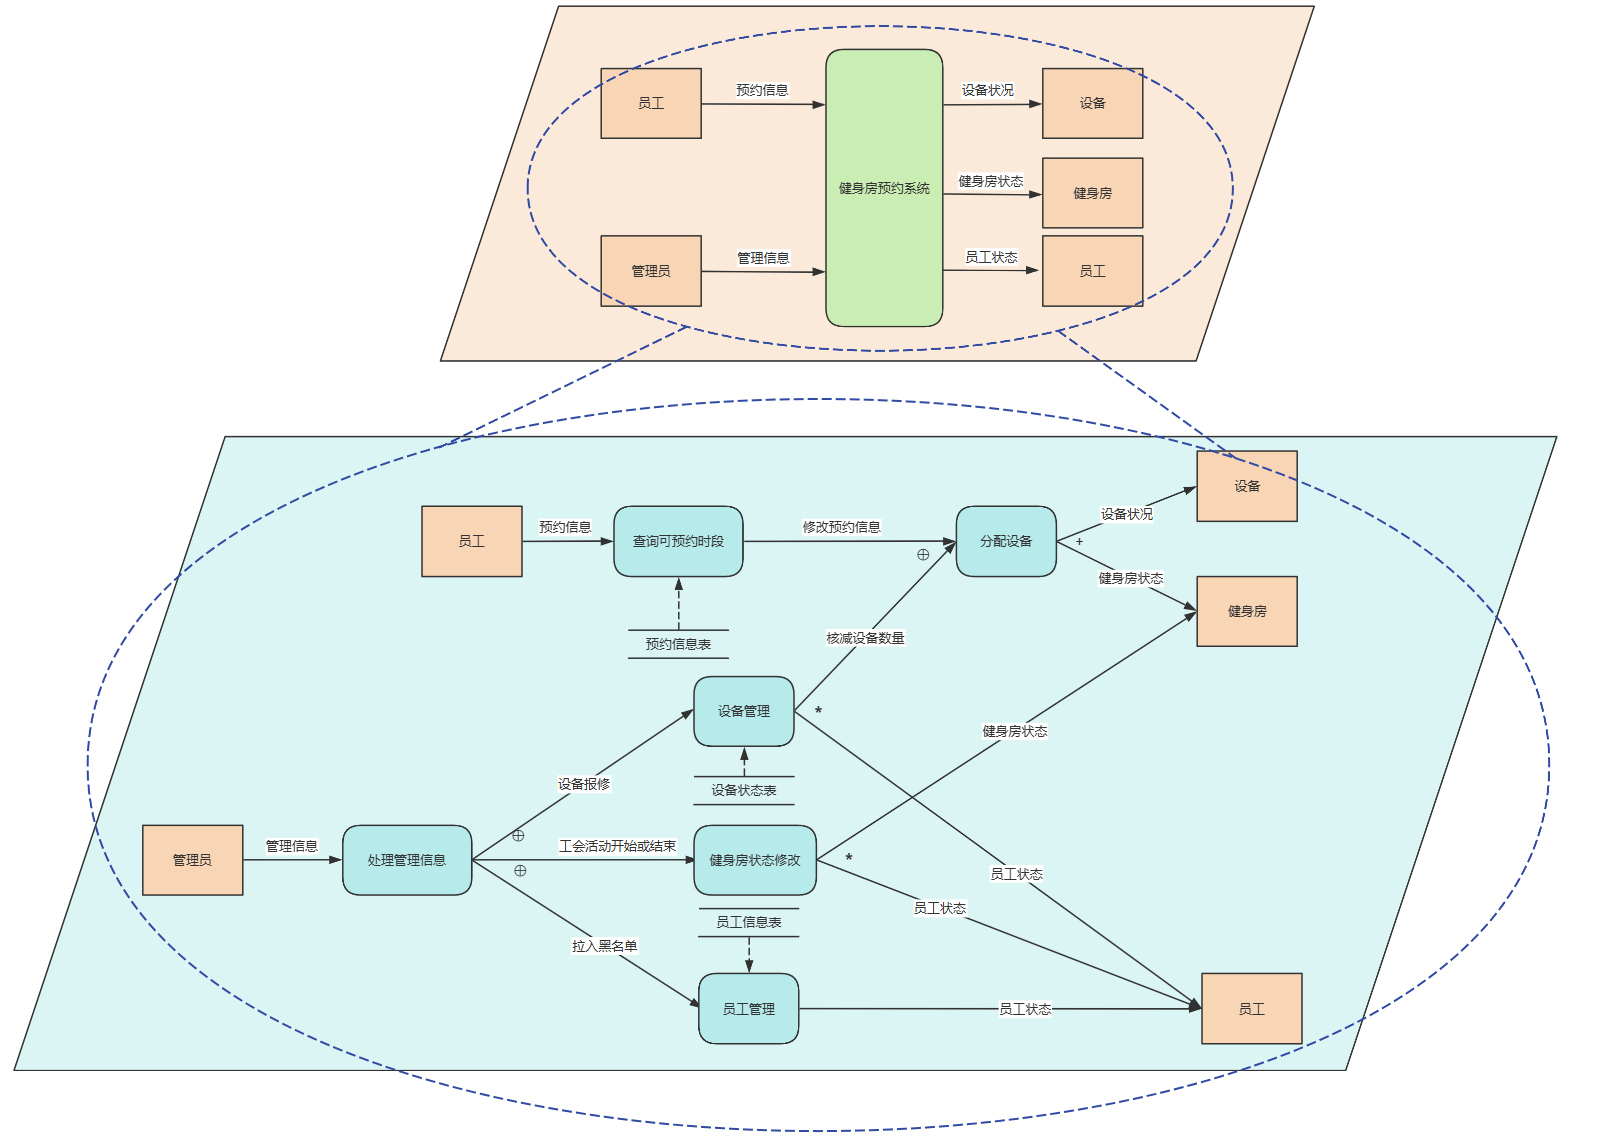 员工
预约信息
设备状况
设备
健身房预约系统
健身房状态
健身房
管理员
管理信息
员工状态
员工
设备
设备状况
员工
预约信息
查询可预约时段
修改预约信息
分配设备
+
⊕
健身房状态
健身房
预约信息表
核减设备数量
设备管理
*
健身房状态
设备报修
设备状态表
⊕
管理员
管理信息
处理管理信息
工会活动开始或结束
健身房状态修改
*
⊕
员工状态
员工状态
员工信息表
拉入黑名单
员工管理
员工状态
员工